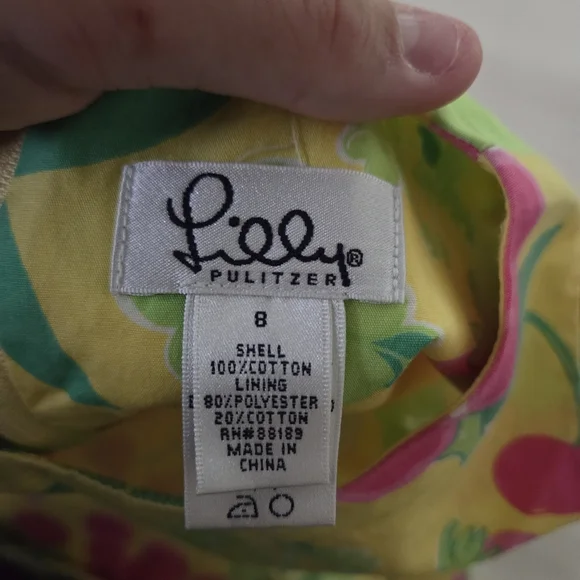 Lilly®
PULITZER
8
SHELL
100%COTTON
LINING
80%POLYESTER
20%COTTON
RN#88189
MADE IN
CHINA